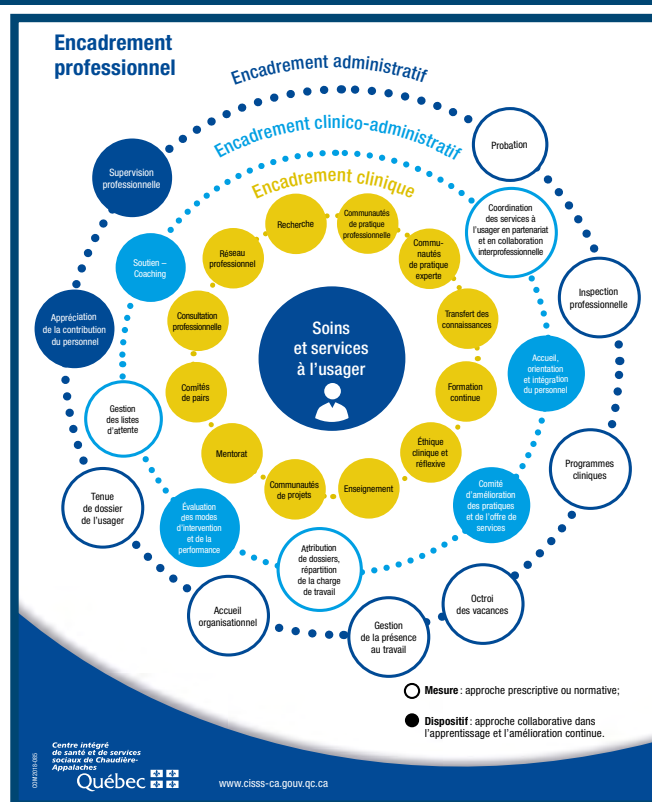 Encadrement
professionnel
Encadrement administratif
Encadrement clinico-administratif
Encadrement clinique
Probation
Supervision
professionnelle
Coordination
des services à
l'usager en partenariat
et en collaboration
interprofessionnelle
Recherche
Communautés
de pratique
professionnelle
Commu-
nautés
de pratique
experte
Réseau
professionnel
Soutien –
Coaching
Inspection
professionnelle
Appréciation
de la contribution
du personnel
Consultation
professionnelle
Transfert des
connaissances
Soins
et services
à l'usager
Accueil,
orientation
et intégration
du personnel
Comités
de pairs
Formation
continue
Gestion
des listes
d'attente
Mentorat
Éthique
clinique et
réflexive
Programmes
cliniques
Communautés
de projets
Enseignement
Tenue
de dossier
de l'usager
Évaluation
des modes
d'intervention
et de la
performance
Comité
d'amélioration
des pratiques
et de l'offre de
services
Attribution
de dossiers,
répartition
de la charge
de travail
Accueil
organisationnel
Gestion
de la présence
au travail
Octroi
des vacances
Mesure : approche prescriptive ou normative;
Dispositif : approche collaborative dans
l'apprentissage et l'amélioration continue.
COM2018-085
Centre intégré
de santé et de services
sociaux de Chaudière-
Appalaches
Québec
www.cisss-ca.gouv.qc.ca